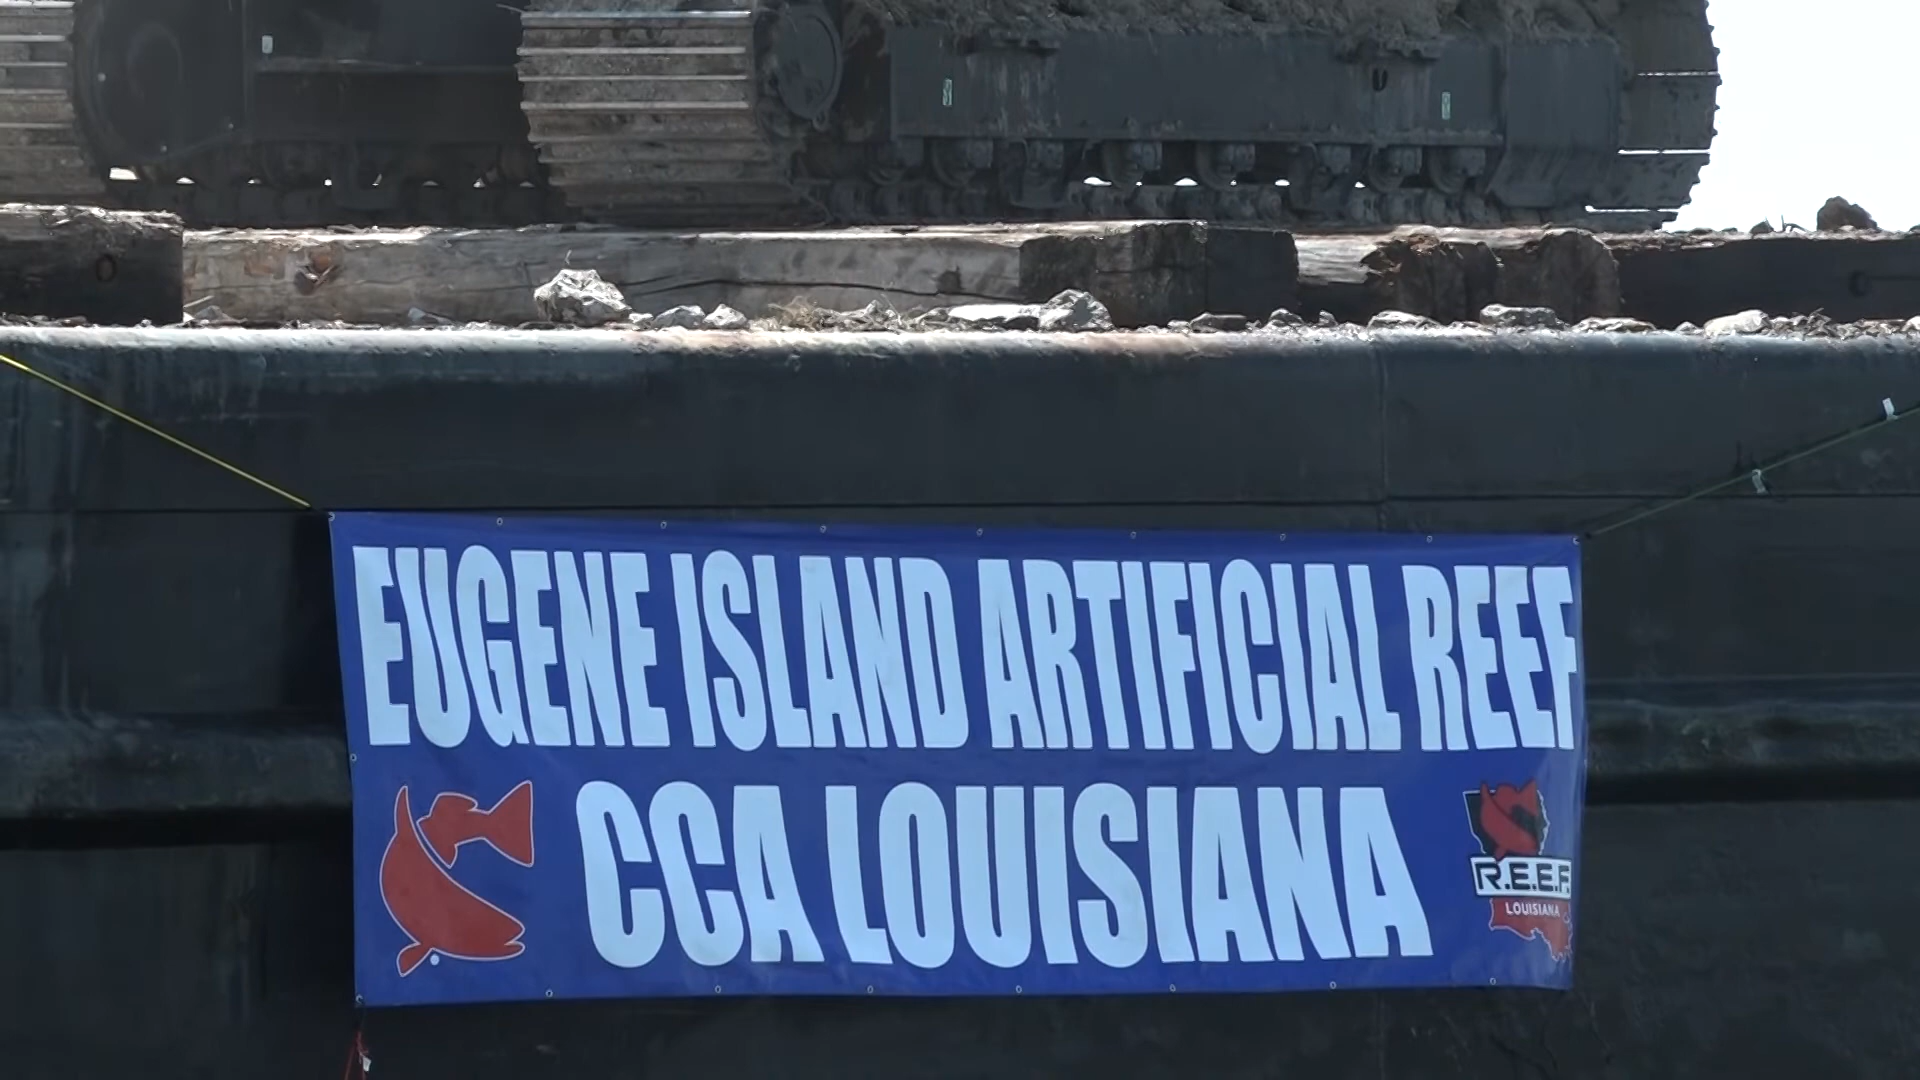 EUGENE ISLAND ARTIFICIAL REEF
CCA LOUISIANA
R.E.E.F.
LOUISIANA